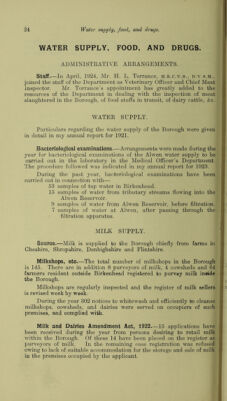 34
Water supply, food, and drugs.
WATER SUPPLY, FOOD, AND DRUGS.
ADMINISTRATIVE ARRANGEMENTS.
Staff.—In April, 1924, Mr. H. L. Torrance, M.R.C.V.S., D.V.S.M.,
joined the staff of the Department as Veterinary Officer and Chief Meat
inspector. Mr. Torrance's appointment has greatly added to the
resources of the Department in dealing with the inspection of meat
slaughtered in the Borough, of food stuffs in transit, of dairy cattle, &c.
WATER SUPPLY.
Particulars regarding the water supply of the Borough were given
in detail in my annual report for 1921.
Bacteriological examinations.—Arrangements were made during the
year for bacteriological examinations of the Alwen water supply to be
carried out in the laboratory in the Medical Officer's Department.
The procedure followed was indicated in my annual report for 1923.
During the past year, bacteriological examinations have been
carried out in connection with:—
53 samples of tap water in Birkenhead.
15 samples of water from tributary streams flowing into the
Alwen Reservoir.
9 samples of water from Alwen Reservoir, before filtration.
7 samples of water at Alwen, after passing through the
filtration apparatus.
MILK SUPPLY.
Source.—Milk is supplied to the Borough chiefly from farms in
Cheshire, Shropshire, Denbighshire and Flintshire.
Milkshops, etc.—The total number of milkshops in the Borough
is 145. There are in addition 8 purveyors of milk, 4 cowsheds and 84
farmers resident outside Birkenhead registered to purvey milk inside
the Borough.
Milkshops are regularly inspected and the register of milk sellers
is revised week by week.
During the year 302 notices to whitewash and efficiently to cleanse
milkshops, cowsheds, and dairies were served on occupiers of such
premises, and complied with.
Milk and Dairies Amendment Act, 1922.—15 applications have
been received during the year from persons desiring to retail milk
within the Borough. Of these 14 have been placed on the register as
purveyors of milk. In the remaining case registration was refused
owing to lack of suitable accommodation for the storage and sale of milk
in the premises occupied by the applicant.